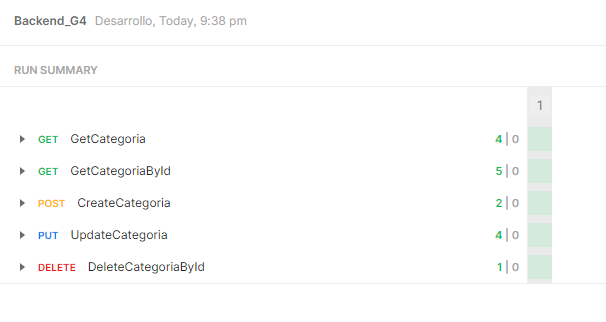 Backend_G4 Desarrollo, Today, 9:38 pm
RUN SUMMARY
1
GET GetCategoria 4 | 0
GET GetCategoriaById 5 | 0
POST CreateCategoria 2 | 0
PUT UpdateCategoria 4 | 0
DELETE DeleteCategoriaById 1 | 0